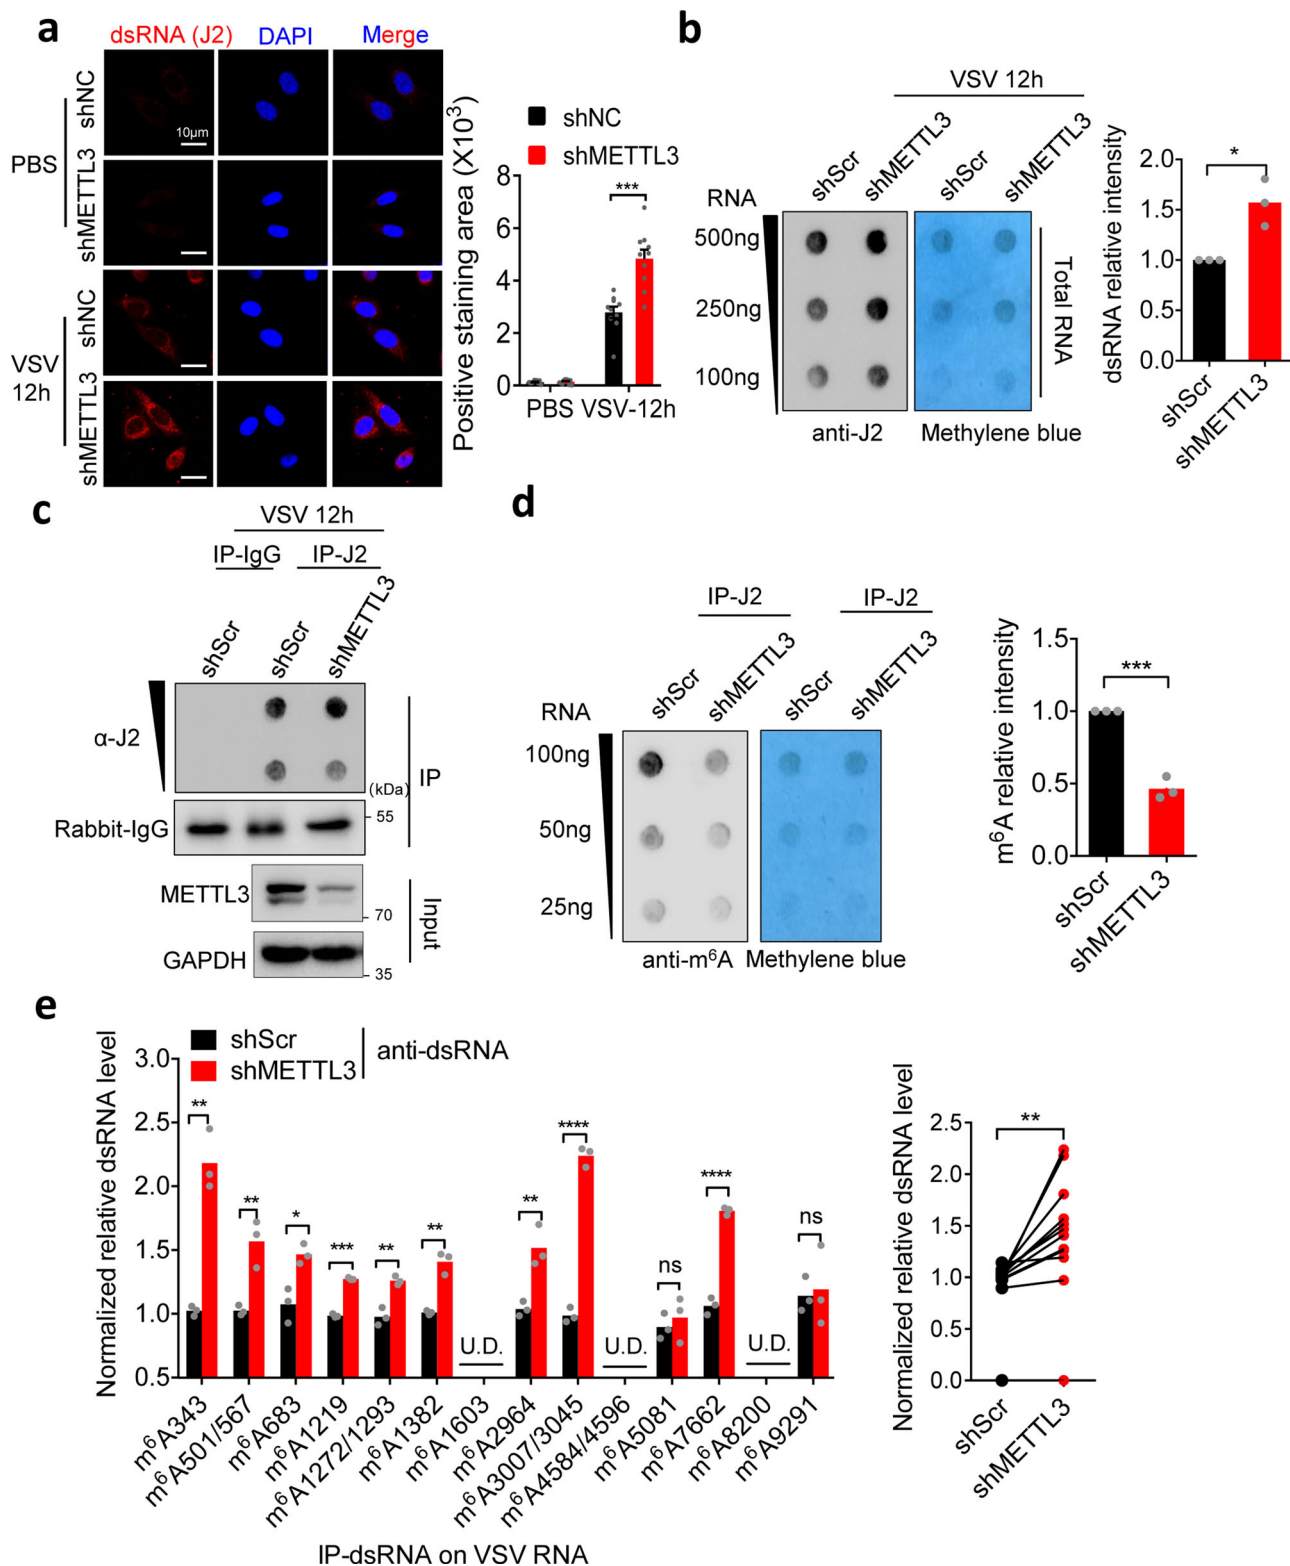 a
dsRNA (J2) DAPI Merge
PBS
shNC
shMETTL3
VSV
12h
shNC
shMETTL3
10μm
Positive staining area (X10³)
shNC
shMETTL3
8
6
4
2
0
***
PBS VSV-12h
b
VSV 12h
shScr shMETTL3 shScr shMETTL3
RNA
500ng
250ng
100ng
Total RNA
anti-J2 Methylene blue
dsRNA relative intensity
2.0
1.5
1.0
0.5
0.0
*
shScr
shMETTL3
c
VSV 12h
IP-IgG IP-J2
shScr shScr shMETTL3
α-J2
(kDa)
IP
Rabbit-IgG
55
METTL3
70
Input
GAPDH
35
d
IP-J2 IP-J2
shScr shMETTL3 shScr shMETTL3
RNA
100ng
50ng
25ng
anti-m⁶A Methylene blue
m⁶A relative intensity
1.5
1.0
0.5
0.0
***
shScr
shMETTL3
e
shScr
shMETTL3
anti-dsRNA
Normalized relative dsRNA level
3.0
2.5
2.0
1.5
1.0
0.5
** ** * *** ** ** U.D. ** **** U.D. ns **** U.D. ns
m⁶A343
m⁶A501/567
m⁶A683
m⁶A1219
m⁶A1272/1293
m⁶A1382
m⁶A1603
m⁶A2964
m⁶A3007/3045
m⁶A4584/4596
m⁶A5081
m⁶A7662
m⁶A8200
m⁶A9291
IP-dsRNA on VSV RNA
Normalized relative dsRNA level
2.5
2.0
1.5
1.0
0.5
0.0
**
shScr
shMETTL3